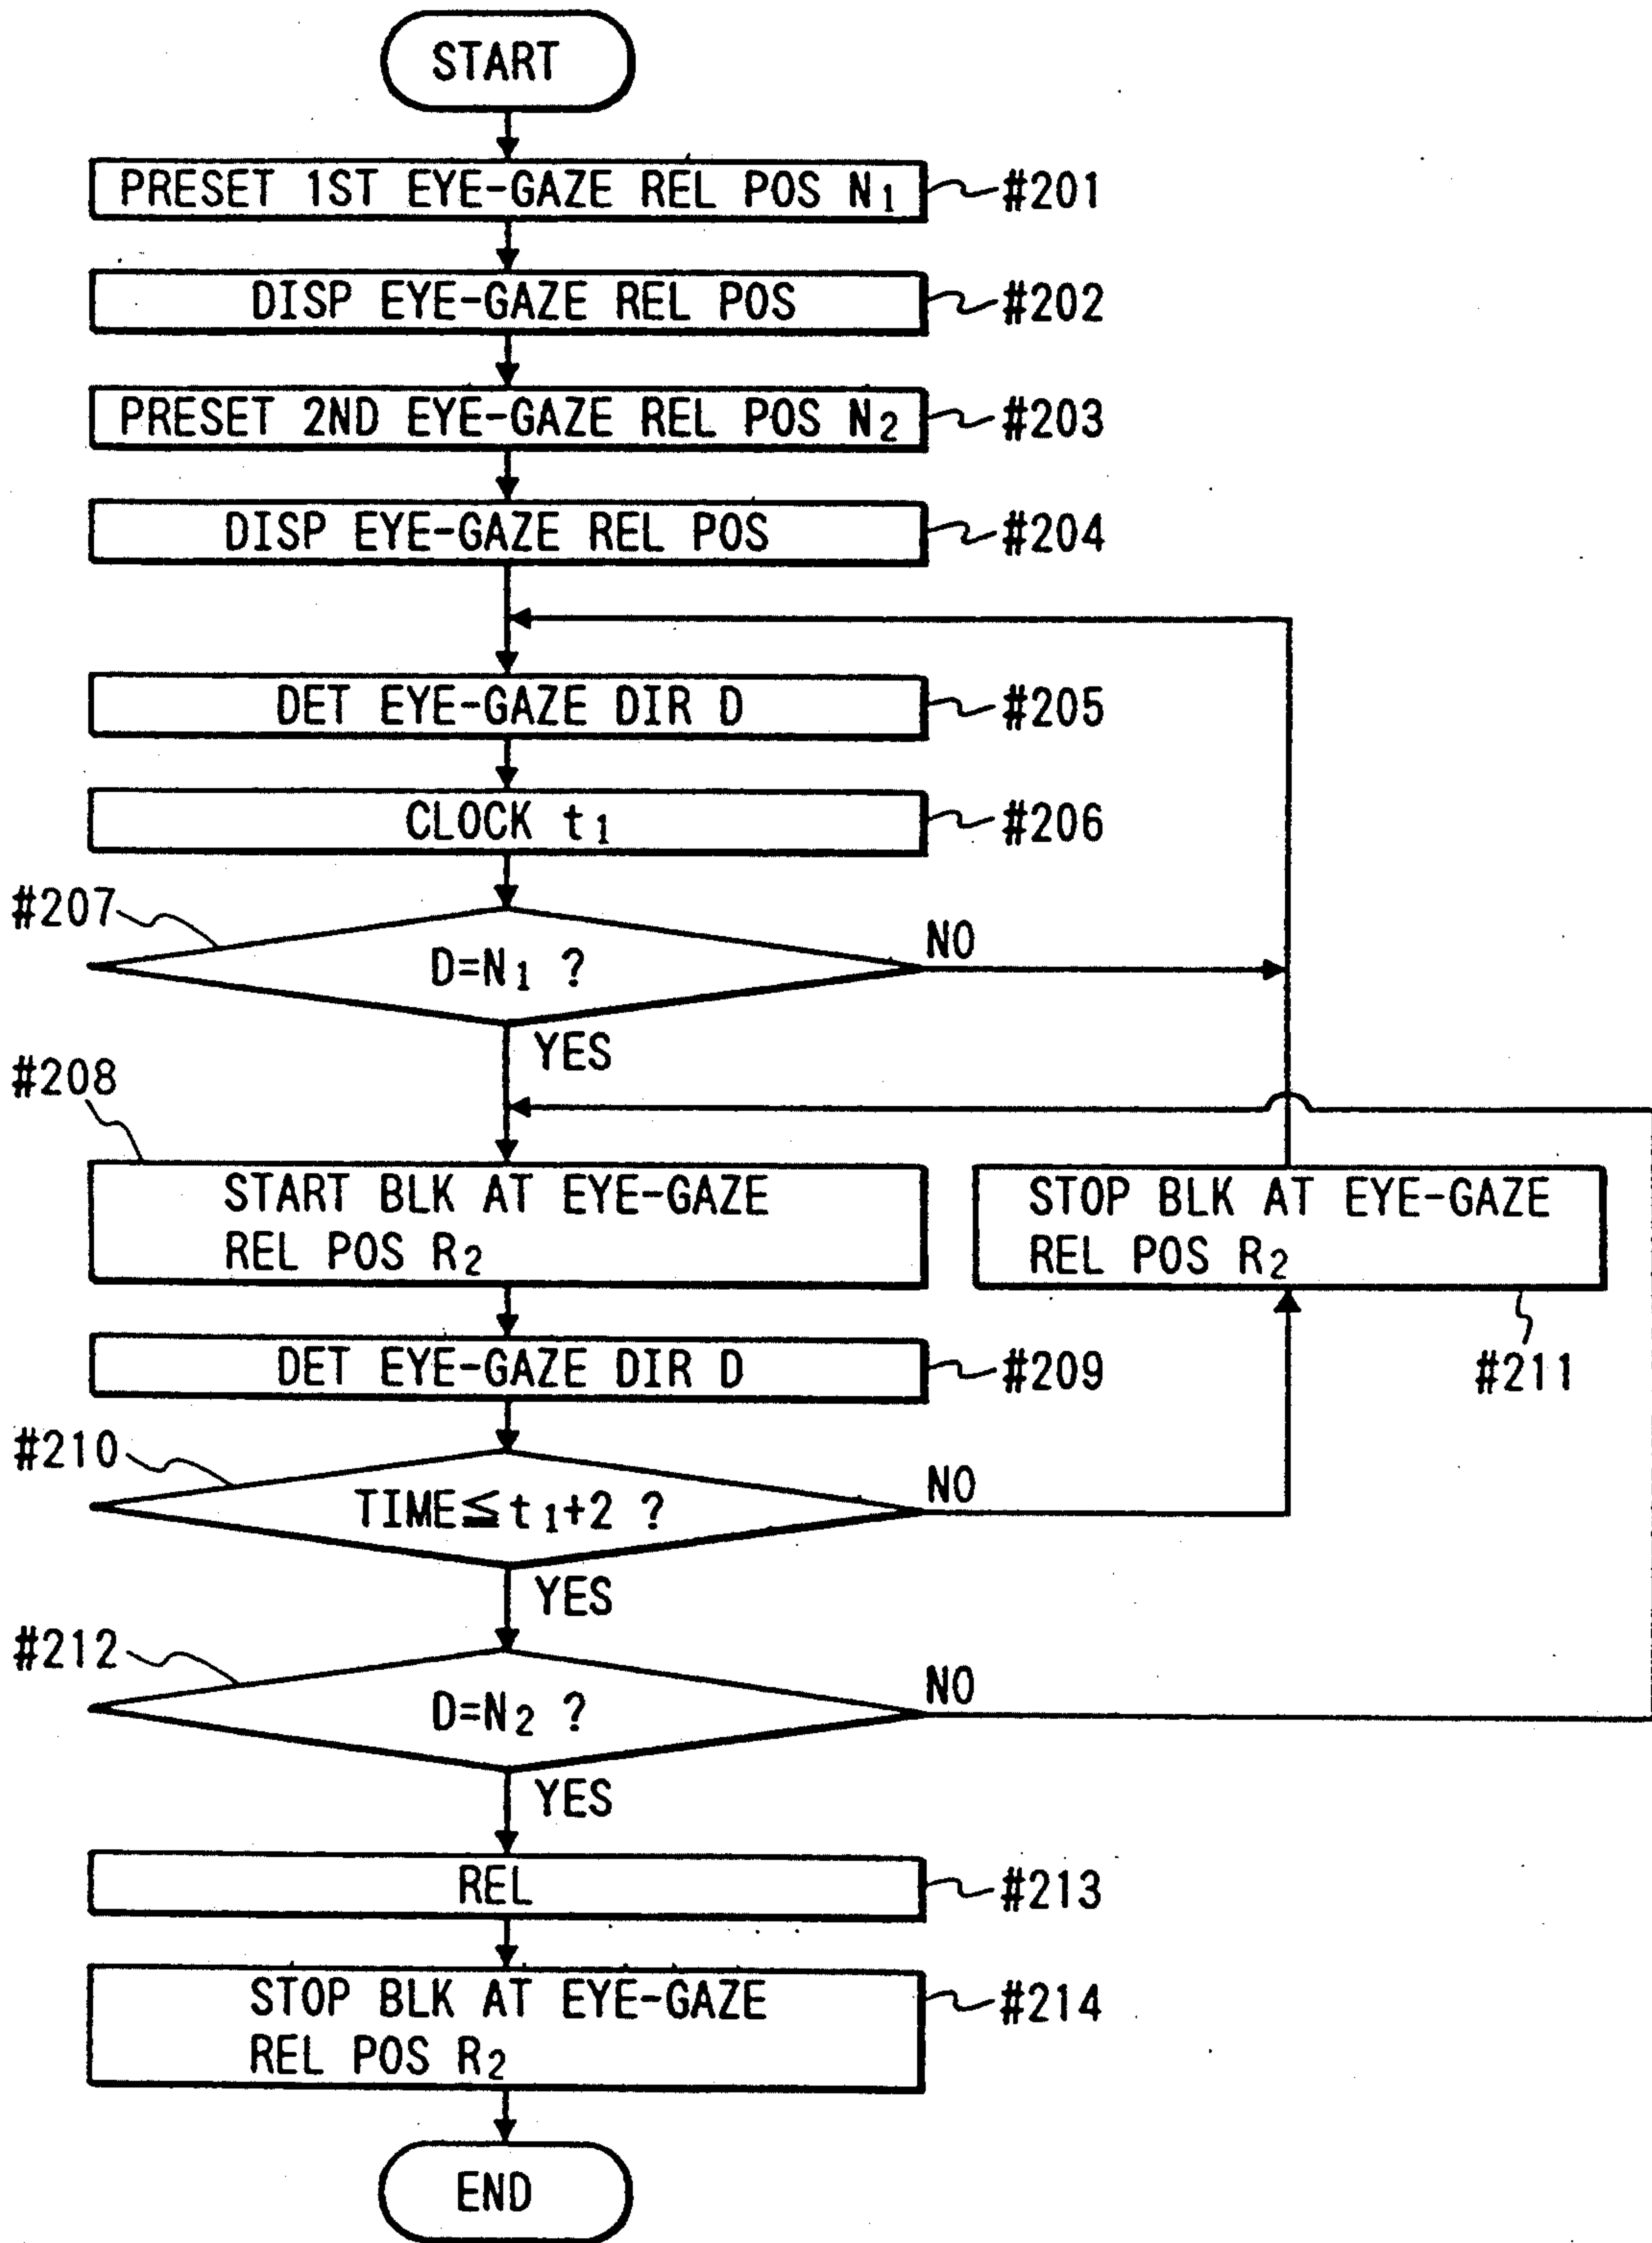 START
PRESET 1ST EYE-GAZE REL POS N₁
#201
DISP EYE-GAZE REL POS
#202
PRESET 2ND EYE-GAZE REL POS N₂
#203
DISP EYE-GAZE REL POS
#204
DET EYE-GAZE DIR D
#205
CLOCK t₁
#206
#207
D=N₁ ?
NO
YES
#208
START BLK AT EYE-GAZE
REL POS R₂
STOP BLK AT EYE-GAZE
REL POS R₂
#211
DET EYE-GAZE DIR D
#209
#210
TIME≦t₁+2 ?
NO
YES
#212
D=N₂ ?
NO
YES
REL
#213
STOP BLK AT EYE-GAZE
REL POS R₂
#214
END